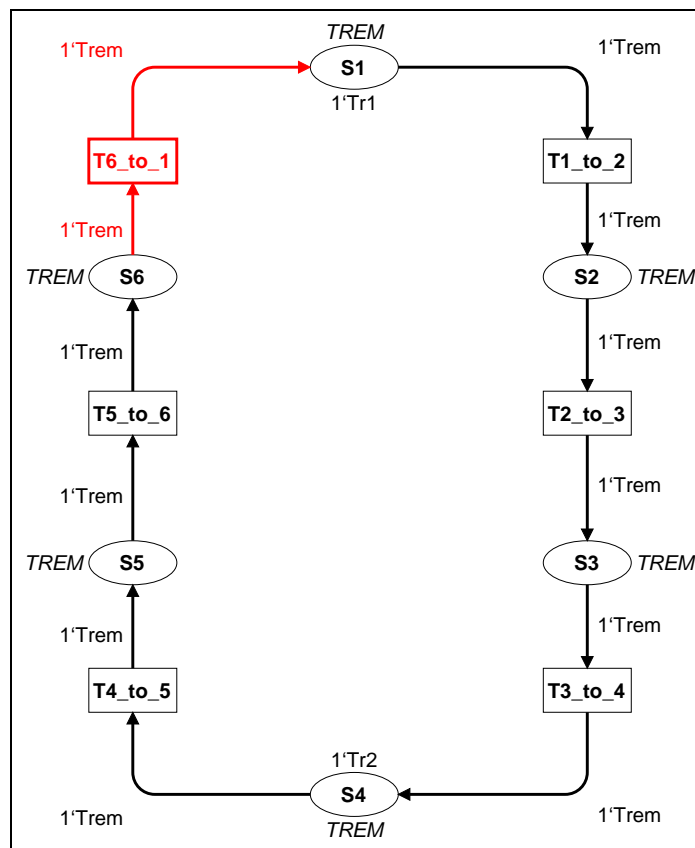 TREM
1‘Trem
1‘Trem
S1
1‘Tr1
T6_to_1
T1_to_2
1‘Trem
1‘Trem
TREM
S6
S2
TREM
1‘Trem
1‘Trem
T5_to_6
T2_to_3
1‘Trem
1‘Trem
TREM
S5
S3
TREM
1‘Trem
1‘Trem
T4_to_5
T3_to_4
1‘Tr2
S4
1‘Trem
1‘Trem
TREM